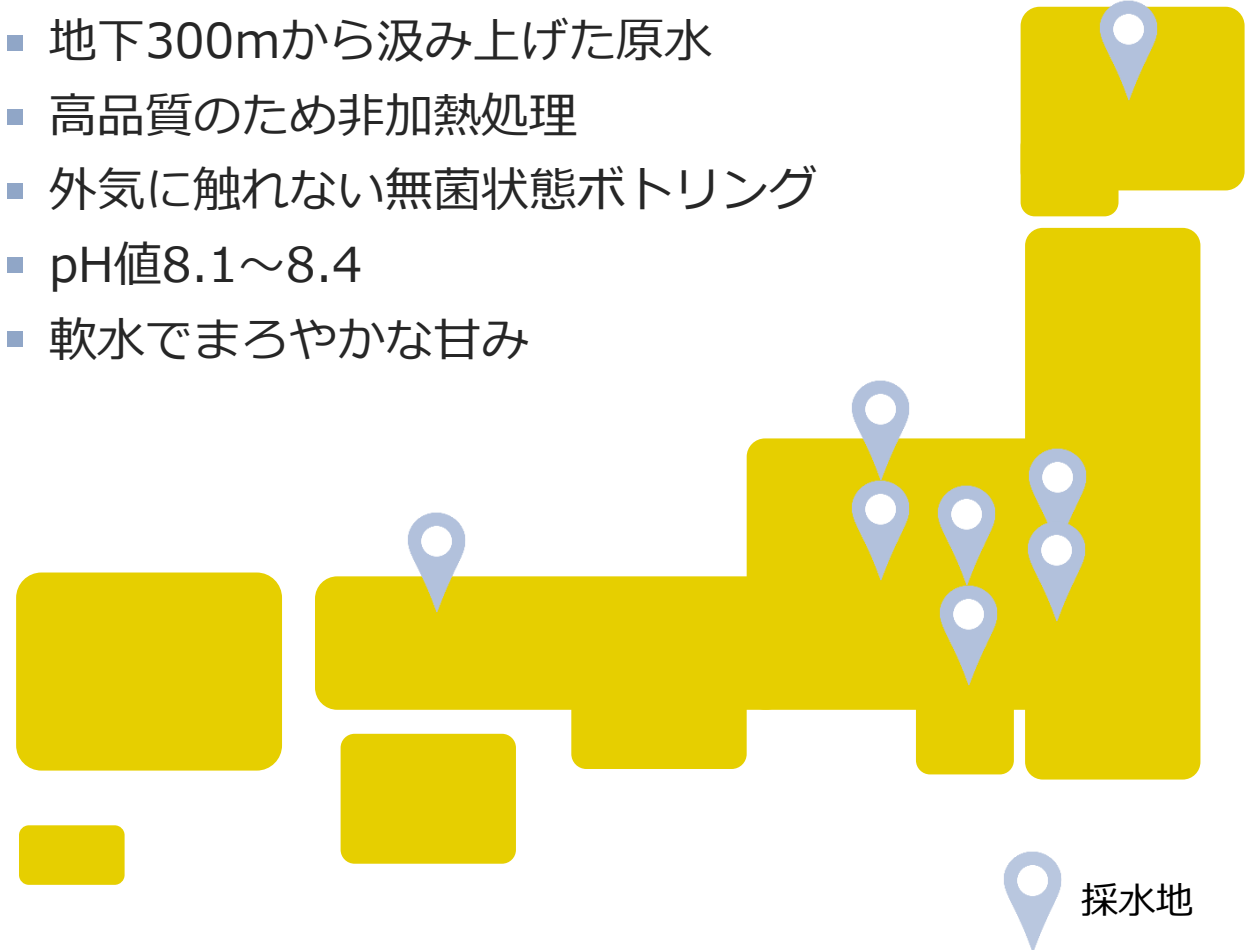 地下300mから汲み上げた原水
高品質のため非加熱処理
外気に触れない無菌状態ボトリング
pH値8.1～8.4
軟水でまろやかな甘み
採水地